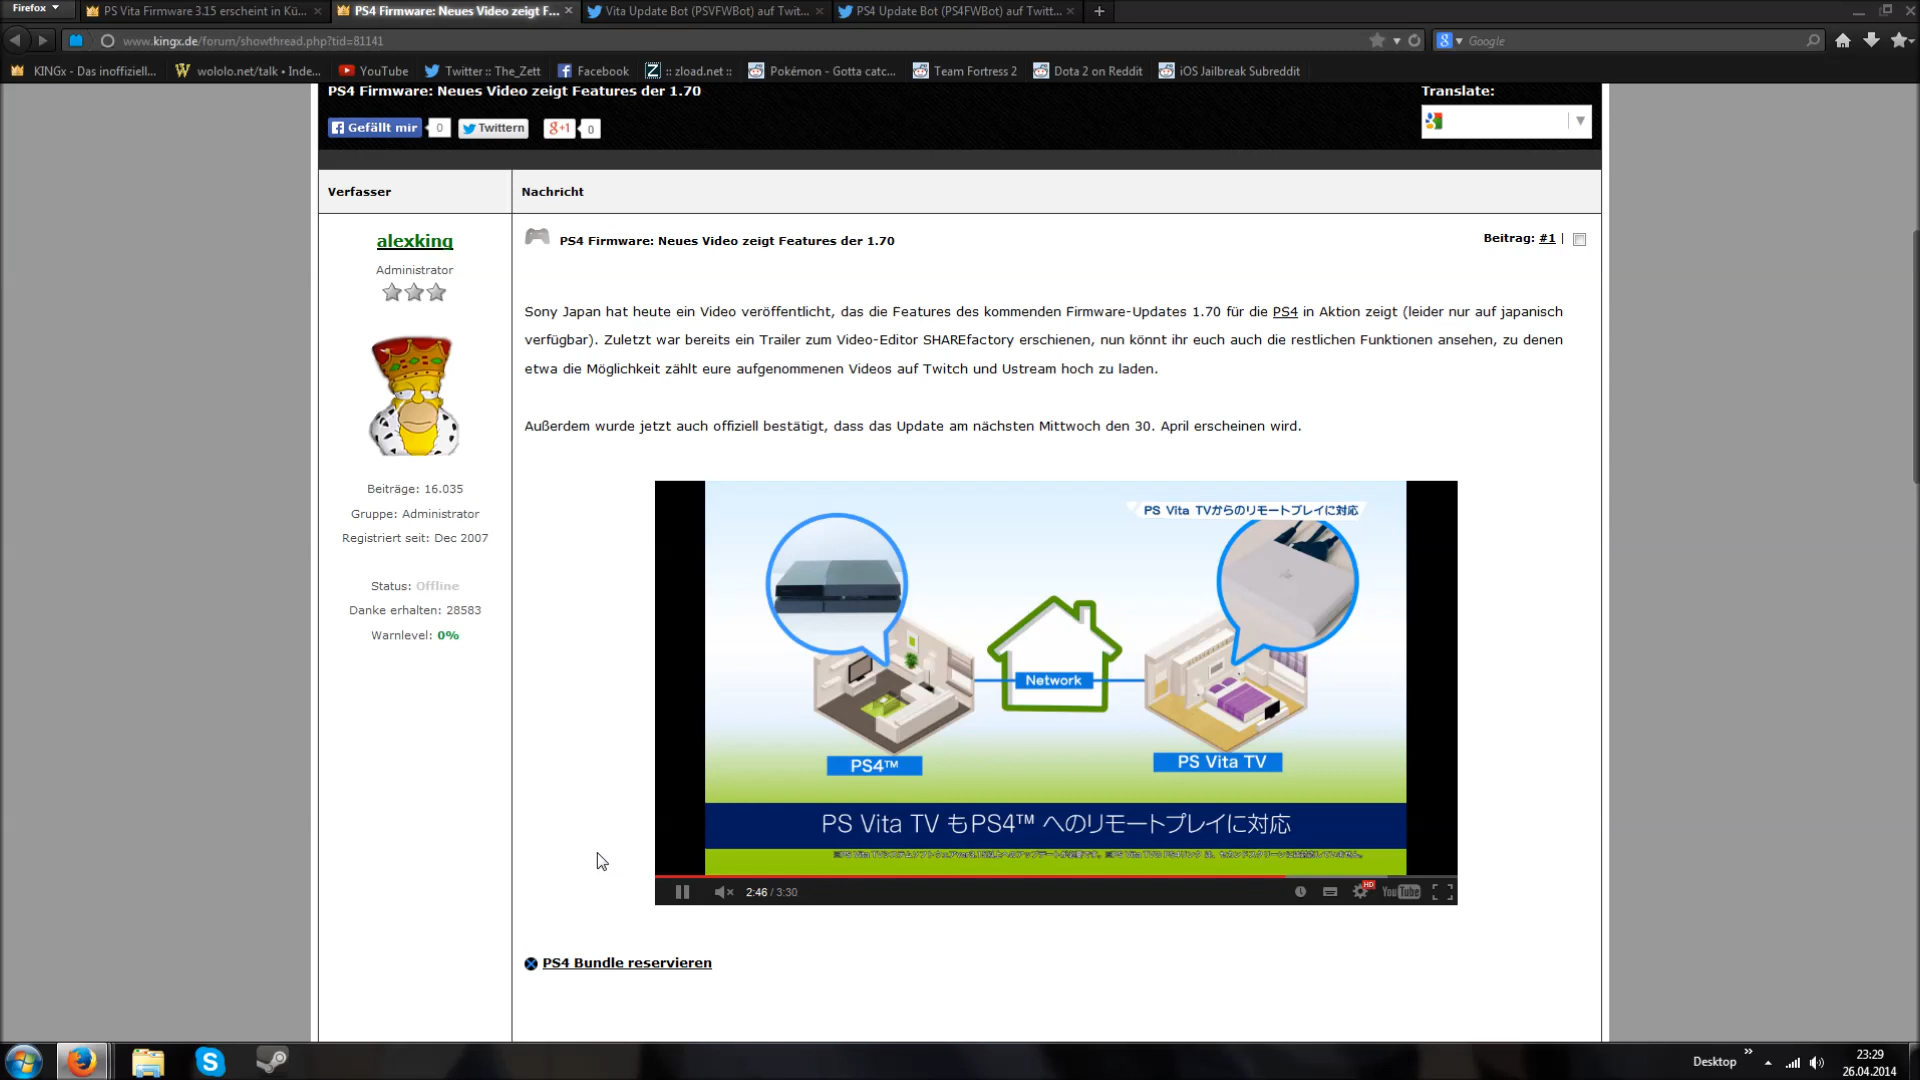 Firefox
PS Vita Firmware 3.15 erscheint in Kü...
PS4 Firmware: Neues Video zeigt F...
Vita Update Bot (PSVFWBot) auf Twit...
PS4 Update Bot (PS4FWBot) auf Twitt...
www.kingx.de/forum/showthread.php?tid=81141
Google
KINGx - Das inoffiziell...
wololo.net/talk • Inde...
YouTube
Twitter :: The_Zett
Facebook
:: zload.net ::
Pokémon - Gotta catc...
Team Fortress 2
Dota 2 on Reddit
iOS Jailbreak Subreddit
PS4 Firmware: Neues Video zeigt Features der 1.70
Translate:
Gefällt mir 0 Twittern g+1 0
Verfasser
Nachricht
alexking
Administrator
PS4 Firmware: Neues Video zeigt Features der 1.70
Beitrag: #1 |
Sony Japan hat heute ein Video veröffentlicht, das die Features des kommenden Firmware-Updates 1.70 für die PS4 in Aktion zeigt (leider nur auf japanisch
verfügbar). Zuletzt war bereits ein Trailer zum Video-Editor SHAREfactory erschienen, nun könnt ihr euch auch die restlichen Funktionen ansehen, zu denen
etwa die Möglichkeit zählt eure aufgenommenen Videos auf Twitch und Ustream hoch zu laden.
Außerdem wurde jetzt auch offiziell bestätigt, dass das Update am nächsten Mittwoch den 30. April erscheinen wird.
Beiträge: 16.035
Gruppe: Administrator
Registriert seit: Dec 2007
Status: Offline
Danke erhalten: 28583
Warnlevel: 0%
PS Vita TVからのリモートプレイに対応
Network
PS4™
PS Vita TV
PS Vita TV もPS4™ へのリモートプレイに対応
2:46 / 3:30
HD
YouTube
PS4 Bundle reservieren
Desktop
23:29
26.04.2014